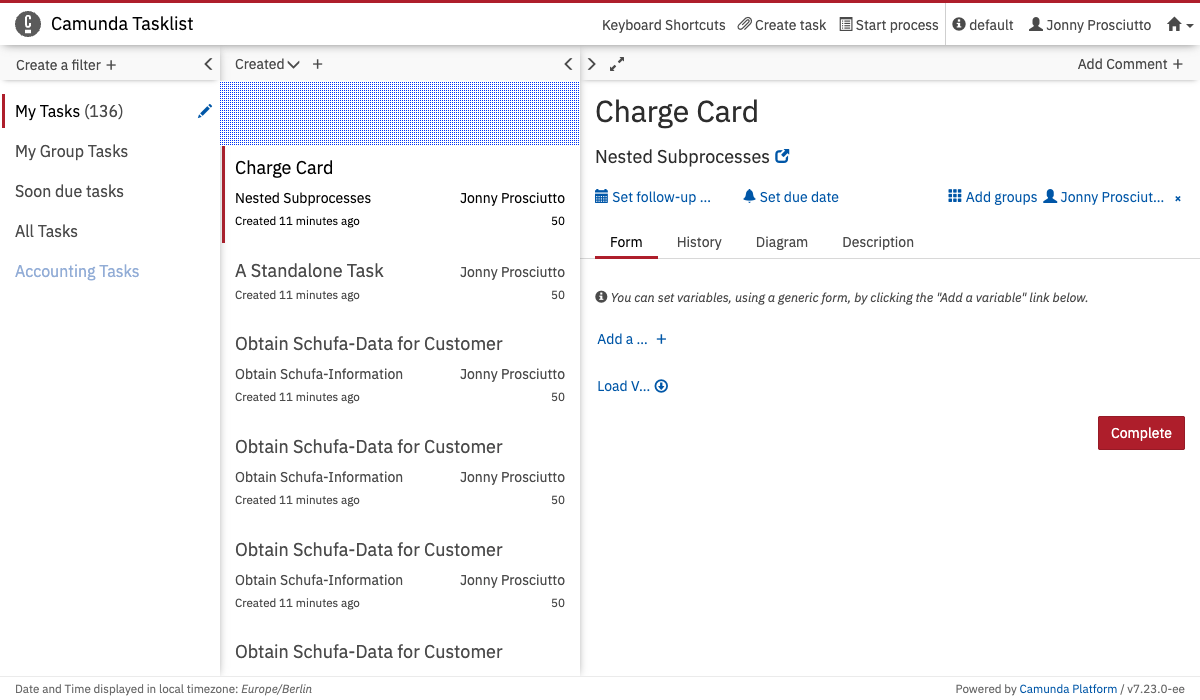 Camunda Tasklist
Keyboard Shortcuts Create task Start process default Jonny Prosciutto
Create a filter +
My Tasks (136)
My Group Tasks
Soon due tasks
All Tasks
Accounting Tasks
Created +
Charge Card
Nested Subprocesses Jonny Prosciutto
Created 11 minutes ago 50
A Standalone Task Jonny Prosciutto
Created 11 minutes ago 50
Obtain Schufa-Data for Customer
Obtain Schufa-Information Jonny Prosciutto
Created 11 minutes ago 50
Obtain Schufa-Data for Customer
Obtain Schufa-Information Jonny Prosciutto
Created 11 minutes ago 50
Obtain Schufa-Data for Customer
Obtain Schufa-Information Jonny Prosciutto
Created 11 minutes ago 50
Obtain Schufa-Data for Customer
Add Comment +
Charge Card
Nested Subprocesses
Set follow-up ... Set due date Add groups Jonny Prosciut... ×
Form History Diagram Description
You can set variables, using a generic form, by clicking the "Add a variable" link below.
Add a ... +
Load V...
Complete
Date and Time displayed in local timezone: Europe/Berlin
Powered by Camunda Platform / v7.23.0-ee